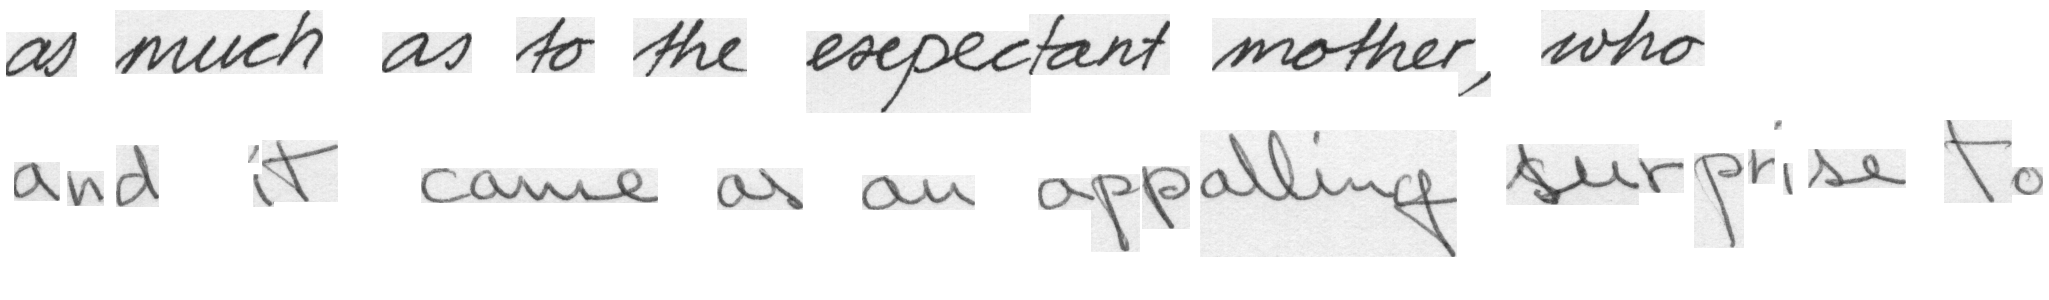 as much as to the expectant mother, who
and it came as an appalling surprise to